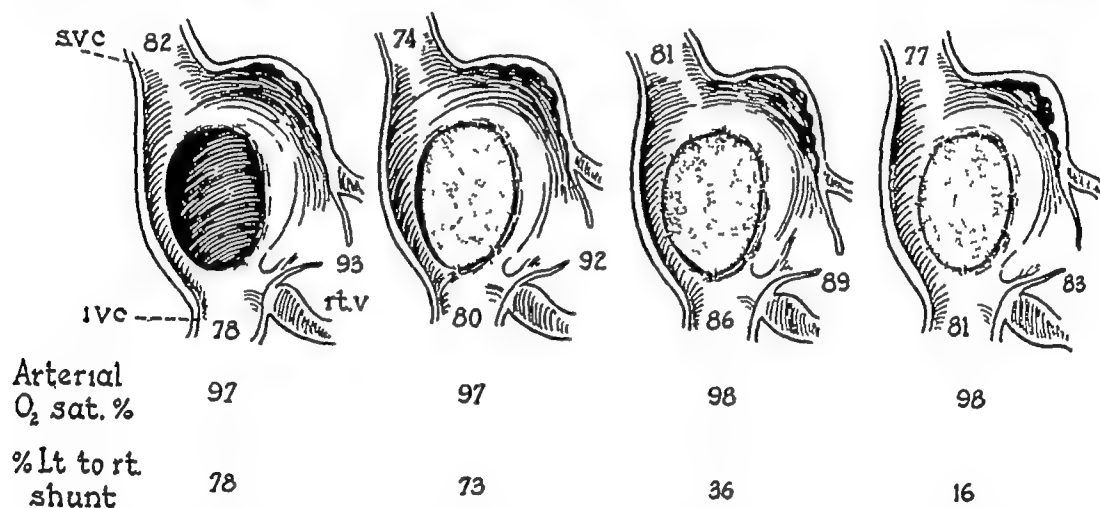 svc
82
74
81
77
93
92
89
83
rt.v
ivc
78
80
86
81
Arterial
O₂ sat. %
97
97
98
98
% Lt to rt.
shunt
78
73
36
16